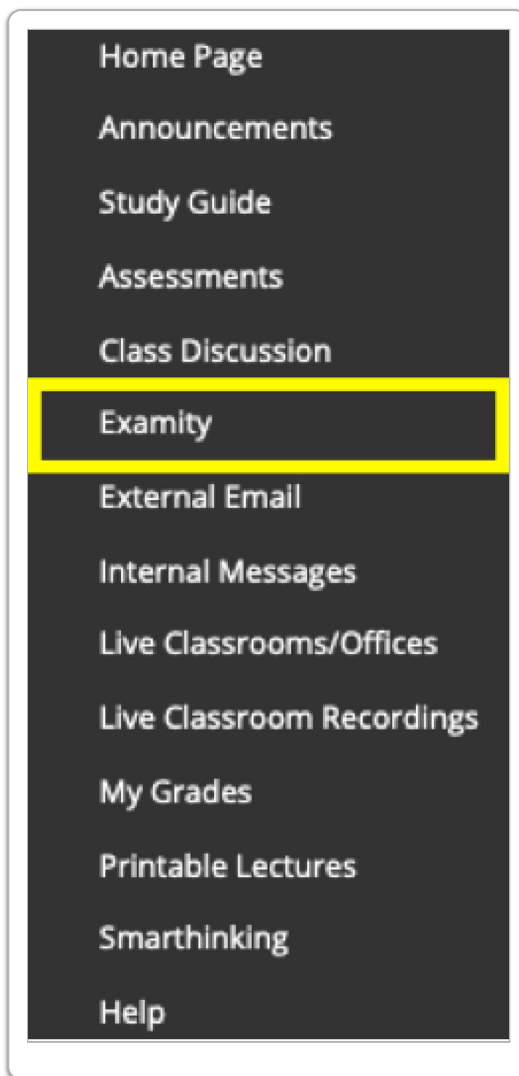 Home Page
Announcements
Study Guide
Assessments
Class Discussion
Examity
External Email
Internal Messages
Live Classrooms/Offices
Live Classroom Recordings
My Grades
Printable Lectures
Smarthinking
Help